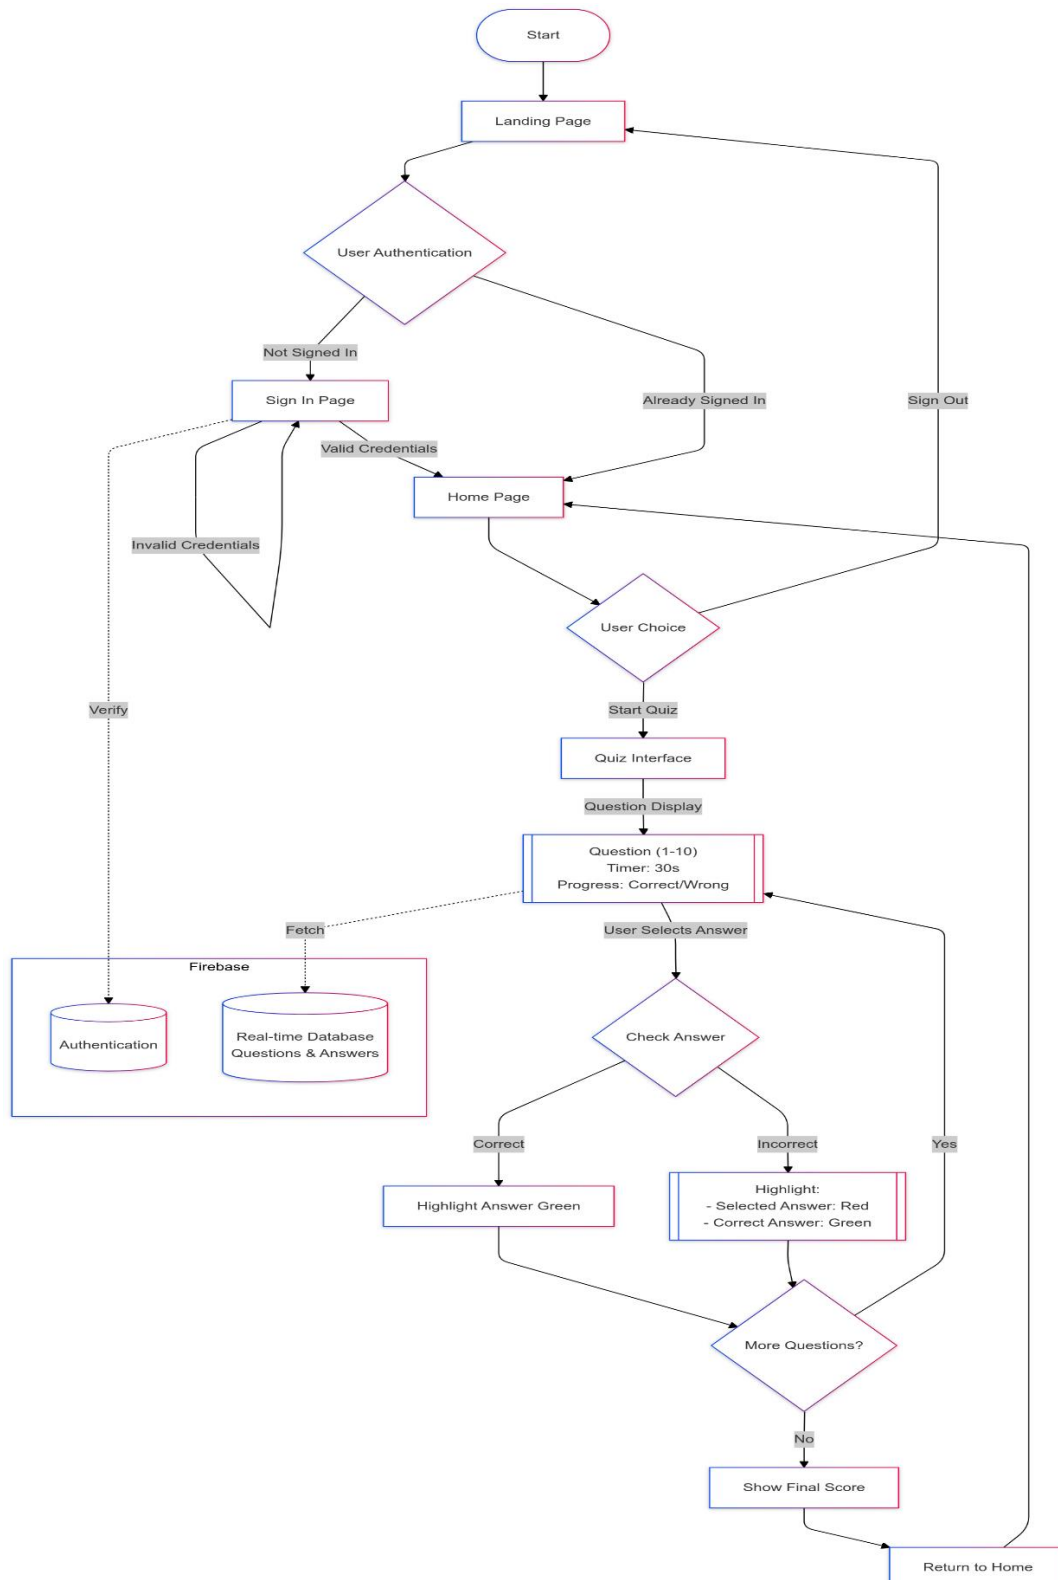 Start
Landing Page
User Authentication
Not Signed In
Sign In Page
Already Signed In
Sign Out
Valid Credentials
Home Page
Invalid Credentials
User Choice
Verify
Start Quiz
Quiz Interface
Question Display
Question (1-10)
Timer: 30s
Progress: Correct/Wrong
Fetch
User Selects Answer
Firebase
Authentication
Real-time Database
Questions & Answers
Check Answer
Correct
Incorrect
Yes
Highlight Answer Green
Highlight:
- Selected Answer: Red
- Correct Answer: Green
More Questions?
No
Show Final Score
Return to Home